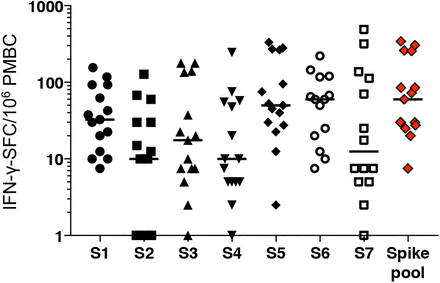 1000
100
10
1
IFN-γ-SFC/10⁶ PMBC
S1 S2 S3 S4 S5 S6 S7 Spike
pool